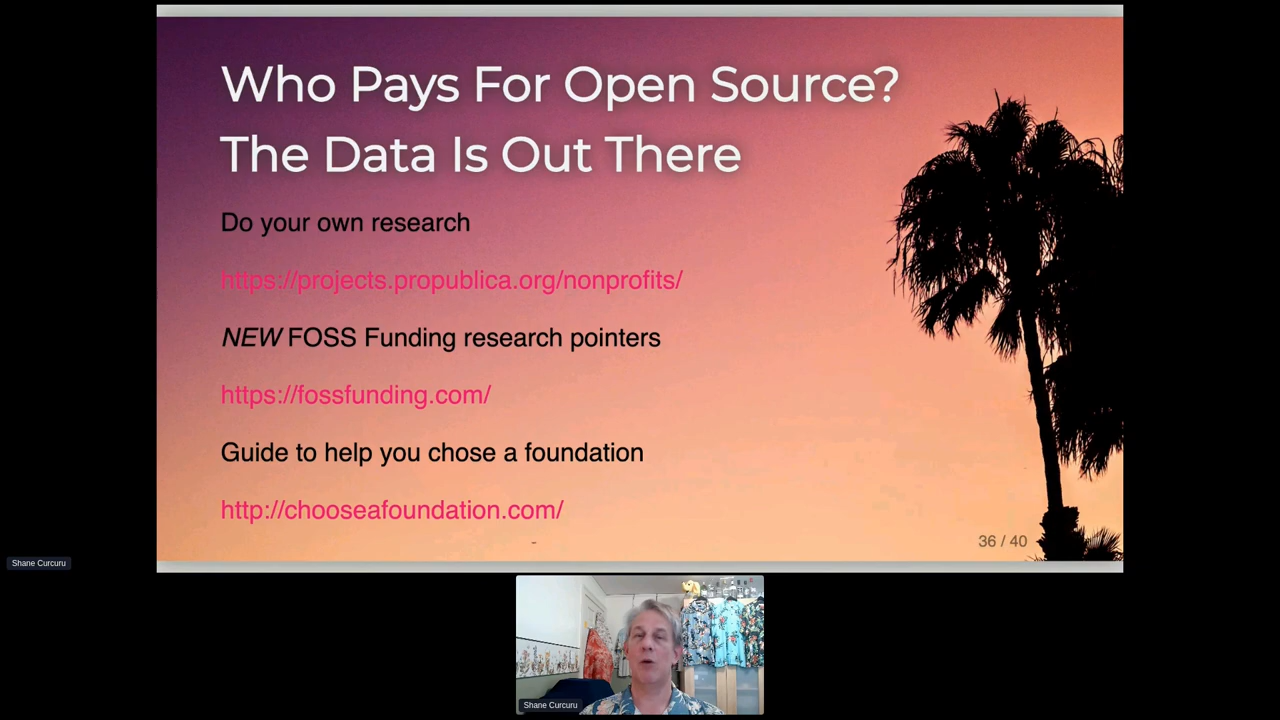 Who Pays For Open Source?
The Data Is Out There
Do your own research
https://projects.propublica.org/nonprofits/
NEW FOSS Funding research pointers
https://fossfunding.com/
Guide to help you chose a foundation
http://chooseafoundation.com/
-
36 / 40
Shane Curcuru
Shane Curcuru